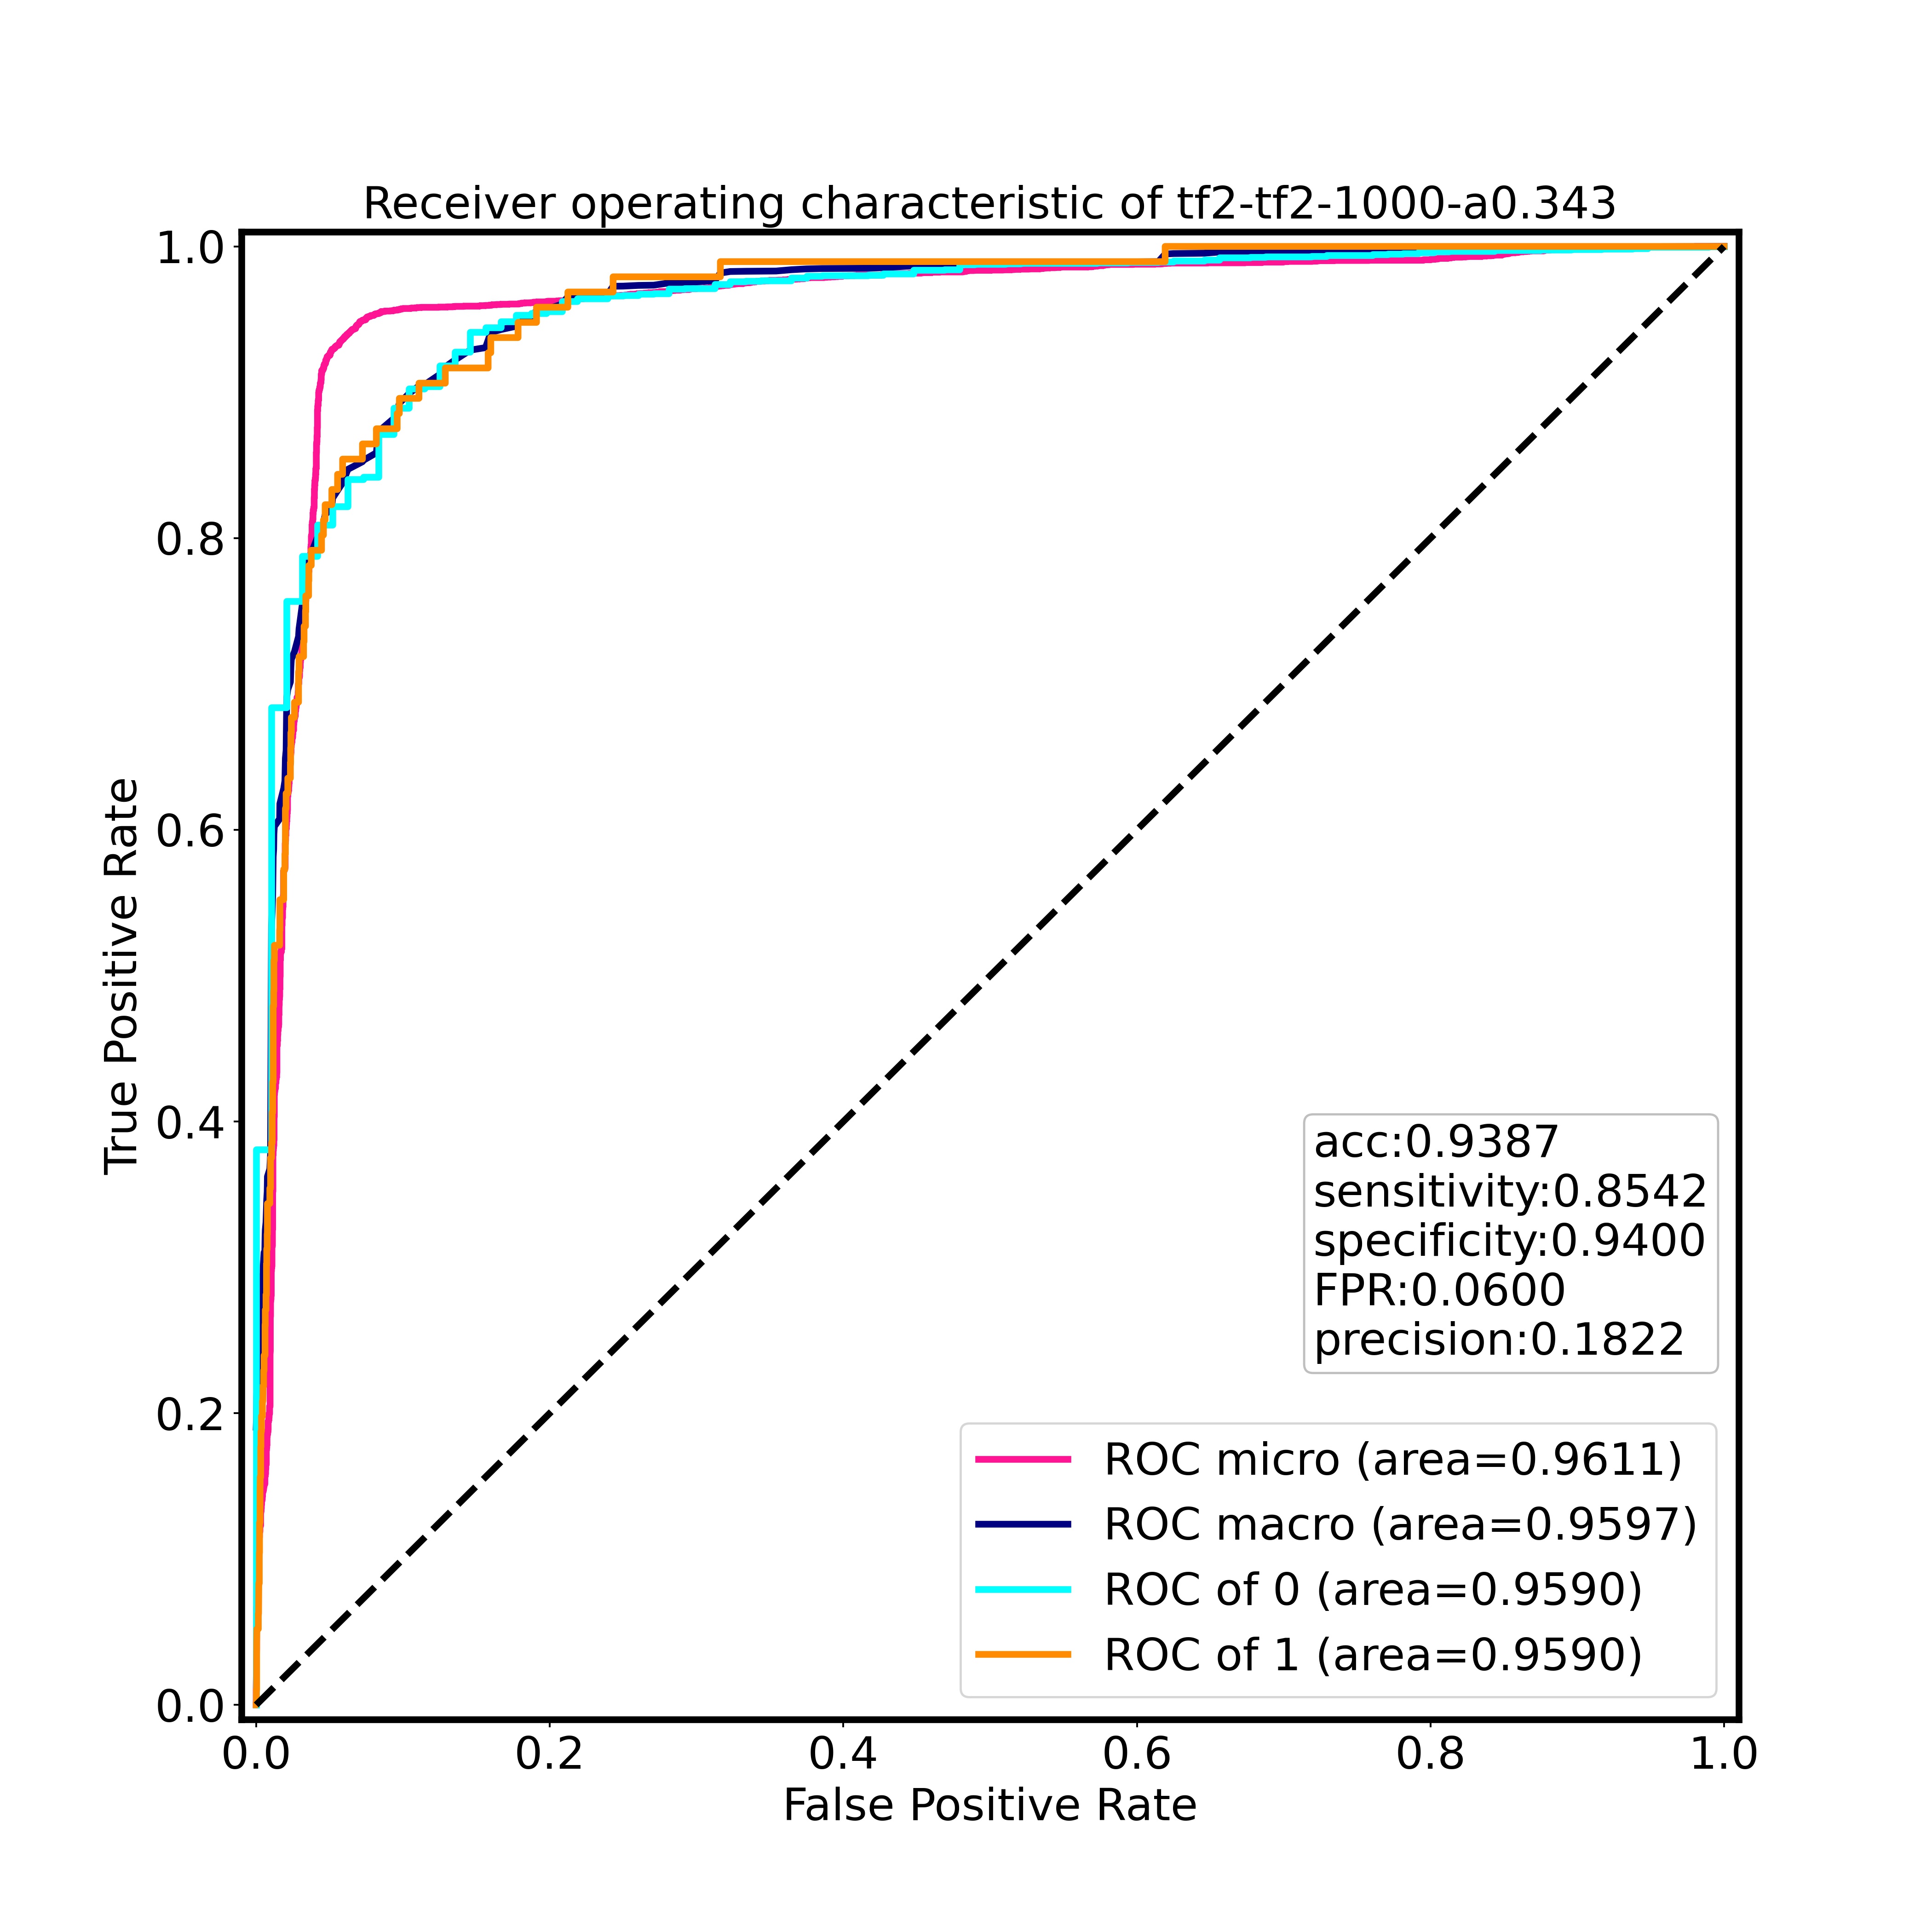 Receiver operating characteristic of tf2-tf2-1000-a0.343
1.0
0.8
0.6
0.4
0.2
0.0
True Positive Rate
acc:0.9387
sensitivity:0.8542
specificity:0.9400
FPR:0.0600
precision:0.1822
ROC micro (area=0.9611)
ROC macro (area=0.9597)
ROC of 0 (area=0.9590)
ROC of 1 (area=0.9590)
0.0 0.2 0.4 0.6 0.8 1.0
False Positive Rate